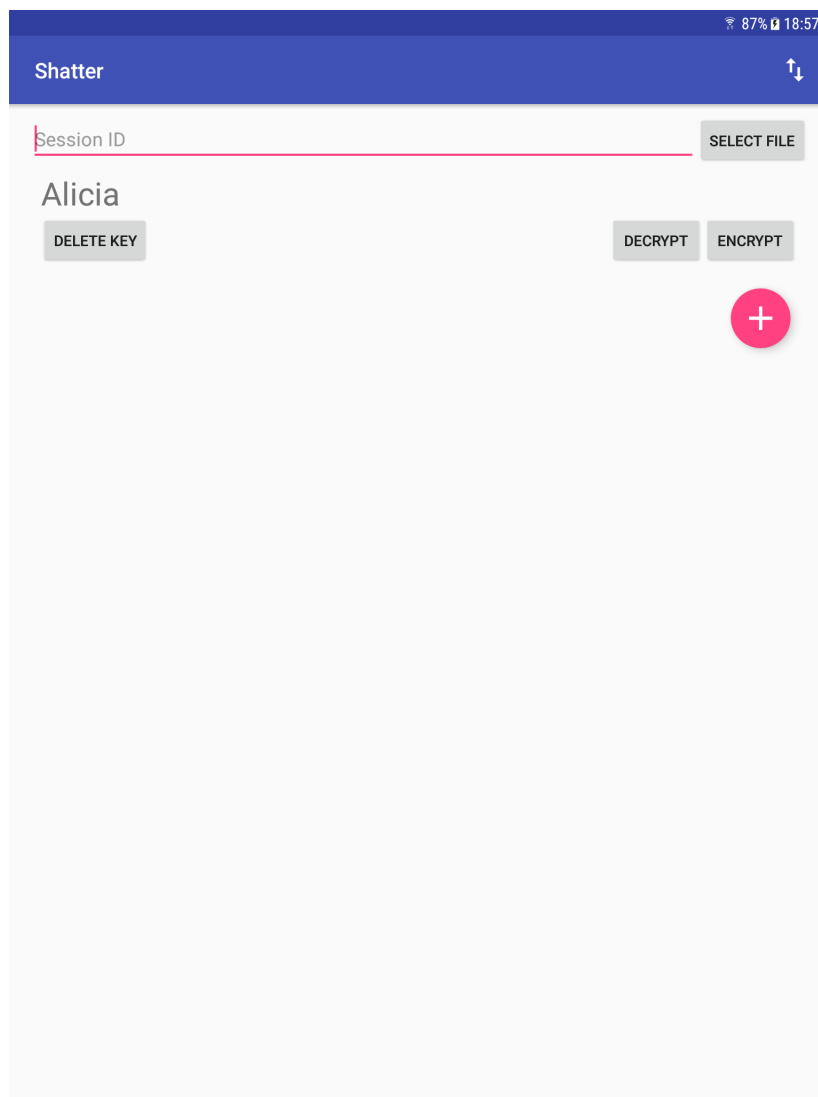 87% 18:57
Shatter
Session ID SELECT FILE
Alicia
DELETE KEY DECRYPT ENCRYPT